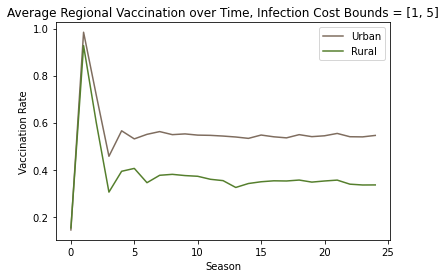 Average Regional Vaccination over Time, Infection Cost Bounds = [1, 5]
1.0
0.8
0.6
0.4
0.2
Vaccination Rate
Urban
Rural
0 5 10 15 20 25
Season